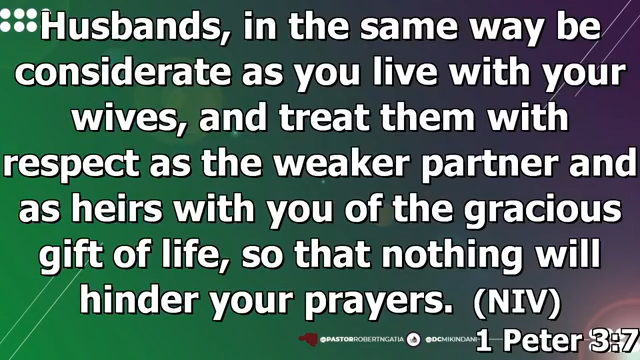 Husbands, in the same way be
considerate as you live with your
wives, and treat them with
respect as the weaker partner and
as heirs with you of the gracious
gift of life, so that nothing will
hinder your prayers. (NIV)
@PASTORROBERTNGATIA @DCMIKINDANI
1 Peter 3:7